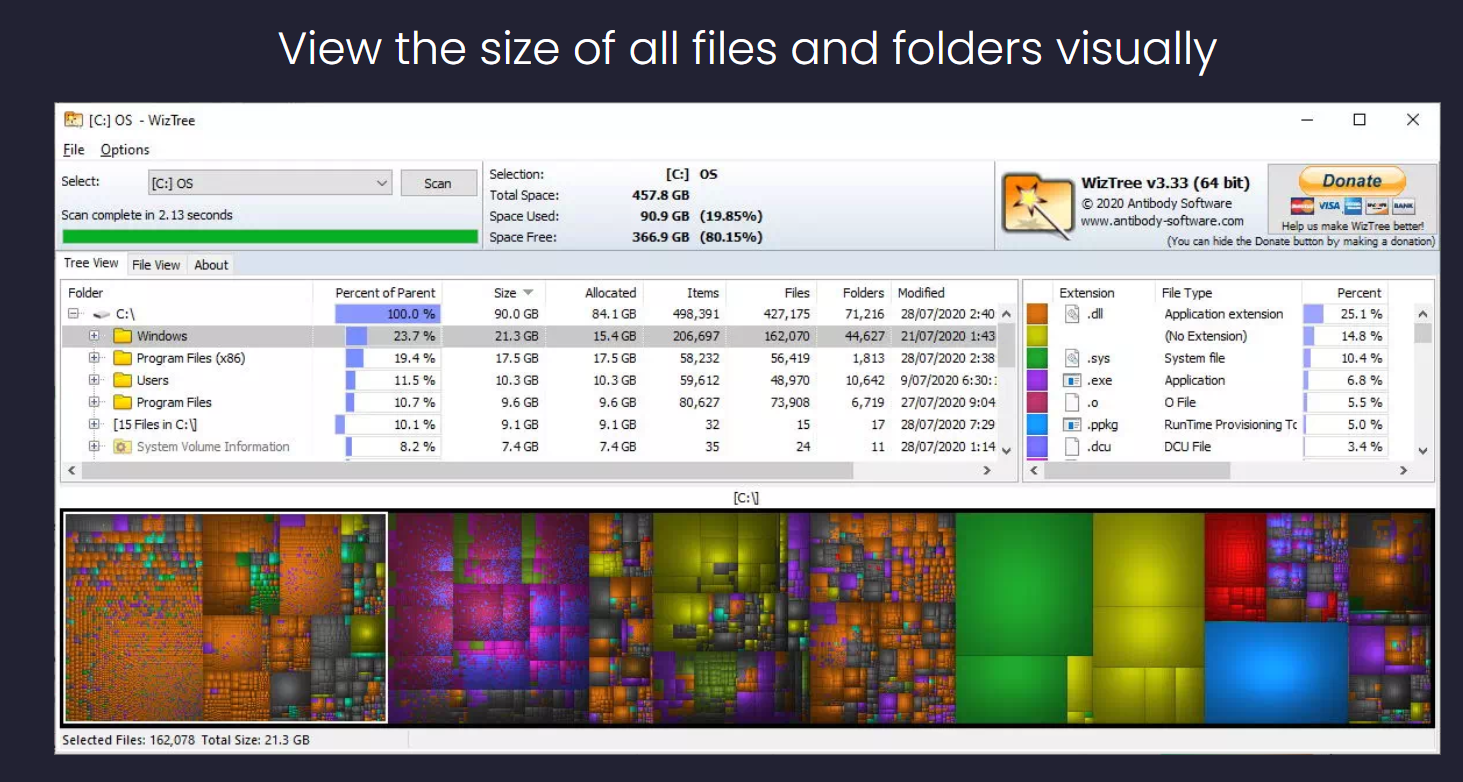 View the size of all files and folders visually
[C:] OS - WizTree
File Options
Select: [C:] OS Scan
Scan complete in 2.13 seconds
Selection: [C:] OS
Total Space: 457.8 GB
Space Used: 90.9 GB (19.85%)
Space Free: 366.9 GB (80.15%)
WizTree v3.33 (64 bit)
© 2020 Antibody Software
www.antibody-software.com
Donate
VISA BANK
Help us make WizTree better!
(You can hide the Donate button by making a donation)
Tree View File View About
Folder Percent of Parent Size Allocated Items Files Folders Modified
C:\ 100.0 % 90.0 GB 84.1 GB 498,391 427,175 71,216 28/07/2020 2:40
Windows 23.7 % 21.3 GB 15.4 GB 206,697 162,070 44,627 21/07/2020 1:43
Program Files (x86) 19.4 % 17.5 GB 17.5 GB 58,232 56,419 1,813 28/07/2020 2:38
Users 11.5 % 10.3 GB 10.3 GB 59,612 48,970 10,642 9/07/2020 6:30:
Program Files 10.7 % 9.6 GB 9.6 GB 80,627 73,908 6,719 27/07/2020 9:04
[15 Files in C:\] 10.1 % 9.1 GB 9.1 GB 32 15 17 28/07/2020 7:29
System Volume Information 8.2 % 7.4 GB 7.4 GB 35 24 11 28/07/2020 1:14
Extension File Type Percent
.dll Application extension 25.1 %
(No Extension) 14.8 %
.sys System file 10.4 %
.exe Application 6.8 %
.o O File 5.5 %
.ppkg RunTime Provisioning 5.0 %
.dcu DCU File 3.4 %
[C:\]
Selected Files: 162,078 Total Size: 21.3 GB